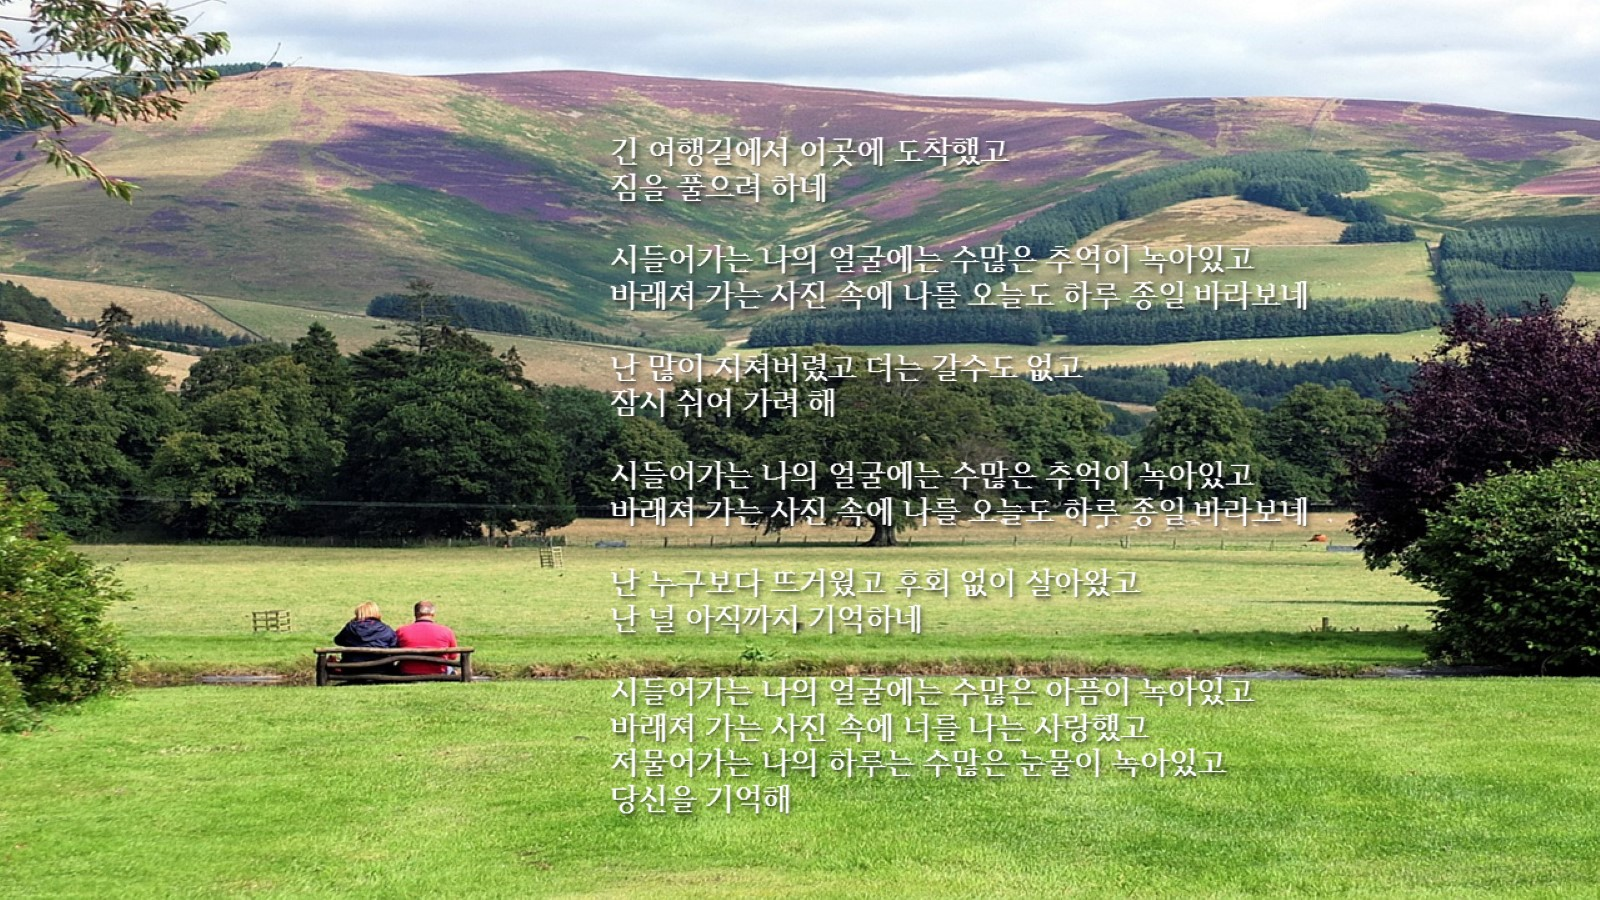 긴 여행길에서 이곳에 도착했고
짐을 풀으려 하네
시들어가는 나의 얼굴에는 수많은 추억이 녹아있고
바래져 가는 사진 속에 나를 오늘도 하루 종일 바라보네
난 많이 지쳐버렸고 더는 갈수도 없고
잠시 쉬어 가려 해
시들어가는 나의 얼굴에는 수많은 추억이 녹아있고
바래져 가는 사진 속에 나를 오늘도 하루 종일 바라보네
난 누구보다 뜨거웠고 후회 없이 살아왔고
난 널 아직까지 기억하네
시들어가는 나의 얼굴에는 수많은 아픔이 녹아있고
바래져 가는 사진 속에 너를 나는 사랑했고
저물어가는 나의 하루는 수많은 눈물이 녹아있고
당신을 기억해